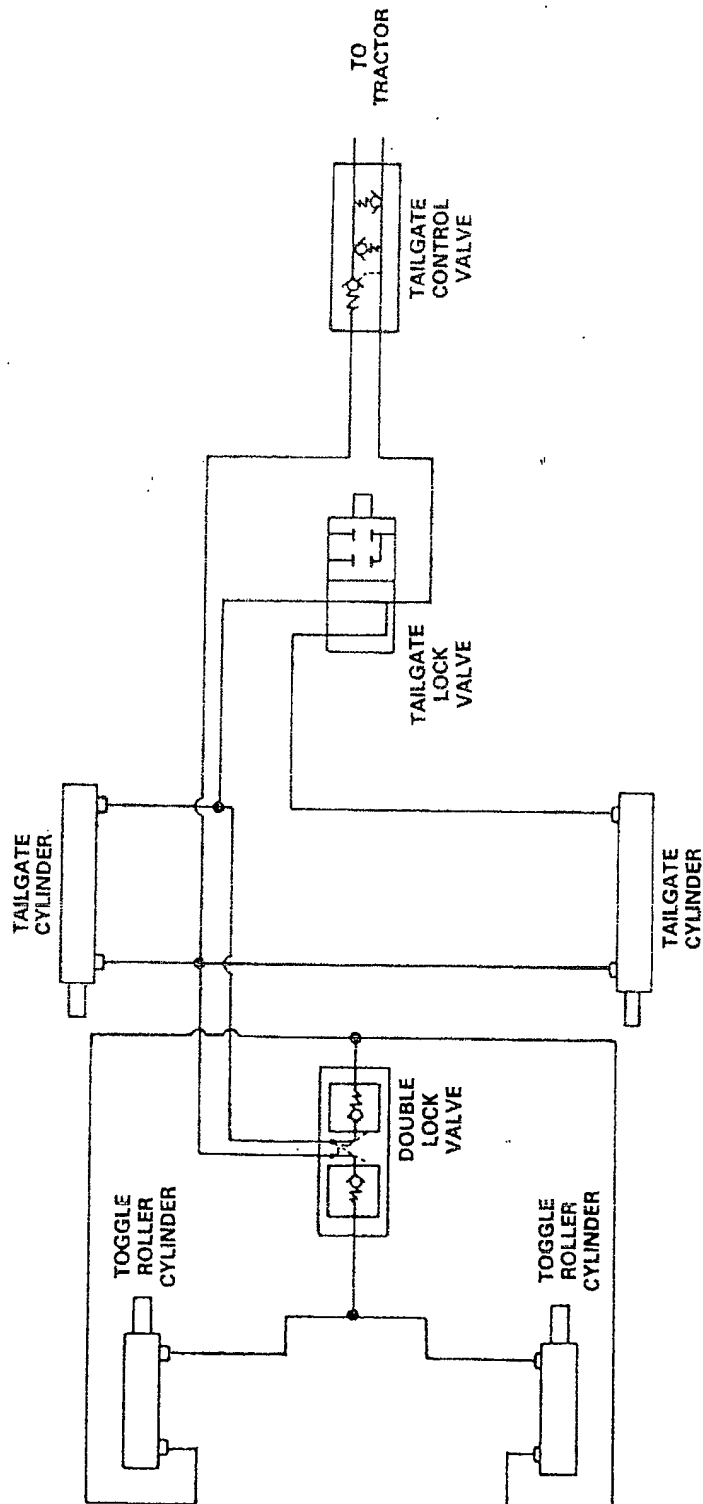 TO
TRACTOR
TAILGATE
CONTROL
VALVE
TAILGATE
LOCK
VALVE
TAILGATE
CYLINDER
TAILGATE
CYLINDER
DOUBLE
LOCK
VALVE
TOGGLE
ROLLER
CYLINDER
TOGGLE
ROLLER
CYLINDER